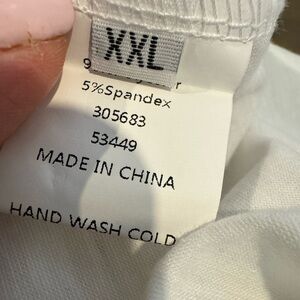 XXL
5%Spandex
305683
53449
MADE IN CHINA
HAND WASH COLD